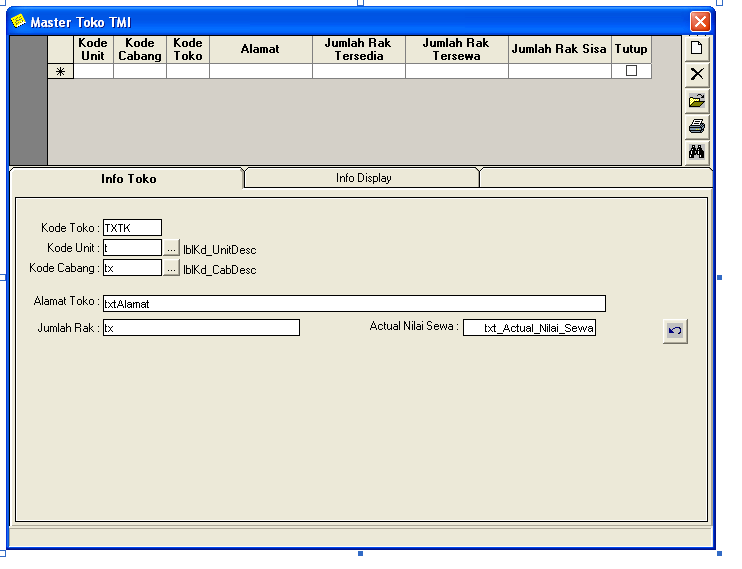 Master Toko TMI
Kode Unit Kode Cabang Kode Toko Alamat Jumlah Rak Tersedia Jumlah Rak Tersewa Jumlah Rak Sisa Tutup
Info Toko Info Display
Kode Toko : TXTK
Kode Unit : t ... lblKd_UnitDesc
Kode Cabang : tx ... lblKd_CabDesc
Alamat Toko : txtAlamat
Jumlah Rak : tx Actual Nilai Sewa : txt_Actual_Nilai_Sewa